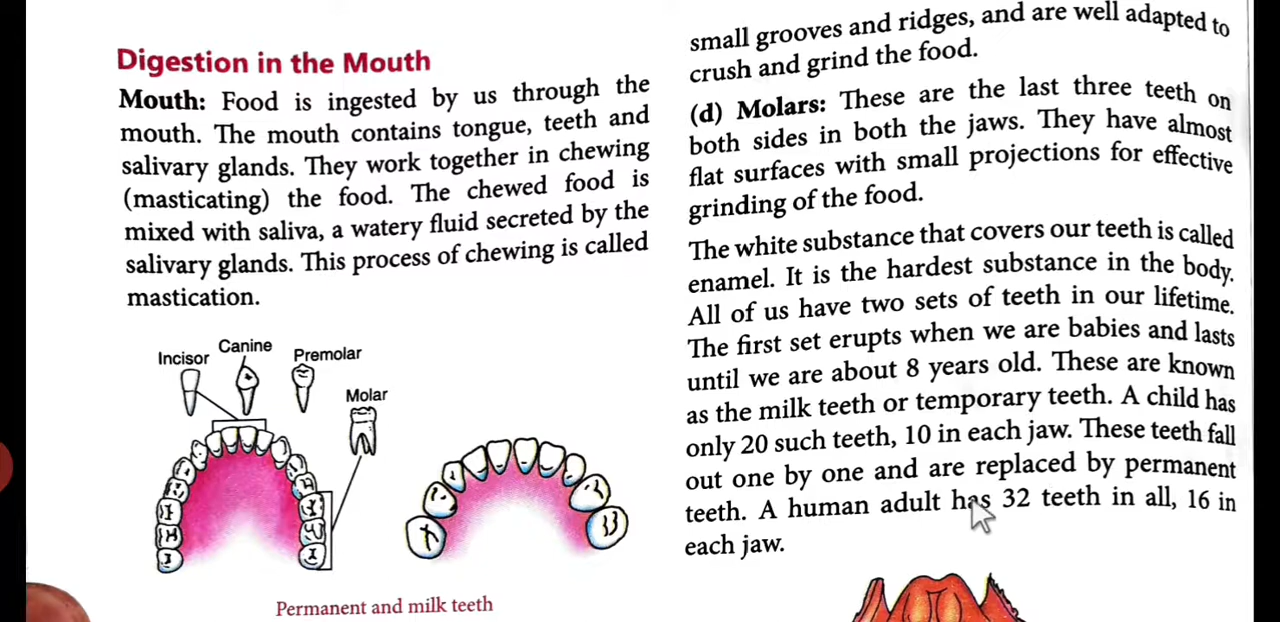 Digestion in the Mouth
Mouth: Food is ingested by us through the
mouth. The mouth contains tongue, teeth and
salivary glands. They work together in chewing
(masticating) the food. The chewed food is
mixed with saliva, a watery fluid secreted by the
salivary glands. This process of chewing is called
mastication.
Incisor
Canine
Premolar
Molar
Permanent and milk teeth
small grooves and ridges, and are well adapted to
crush and grind the food.
(d) Molars: These are the last three teeth on
both sides in both the jaws. They have almost
flat surfaces with small projections for effective
grinding of the food.
The white substance that covers our teeth is called
enamel. It is the hardest substance in the body.
All of us have two sets of teeth in our lifetime.
The first set erupts when we are babies and lasts
until we are about 8 years old. These are known
as the milk teeth or temporary teeth. A child has
only 20 such teeth, 10 in each jaw. These teeth fall
out one by one and are replaced by permanent
teeth. A human adult has 32 teeth in all, 16 in
each jaw.